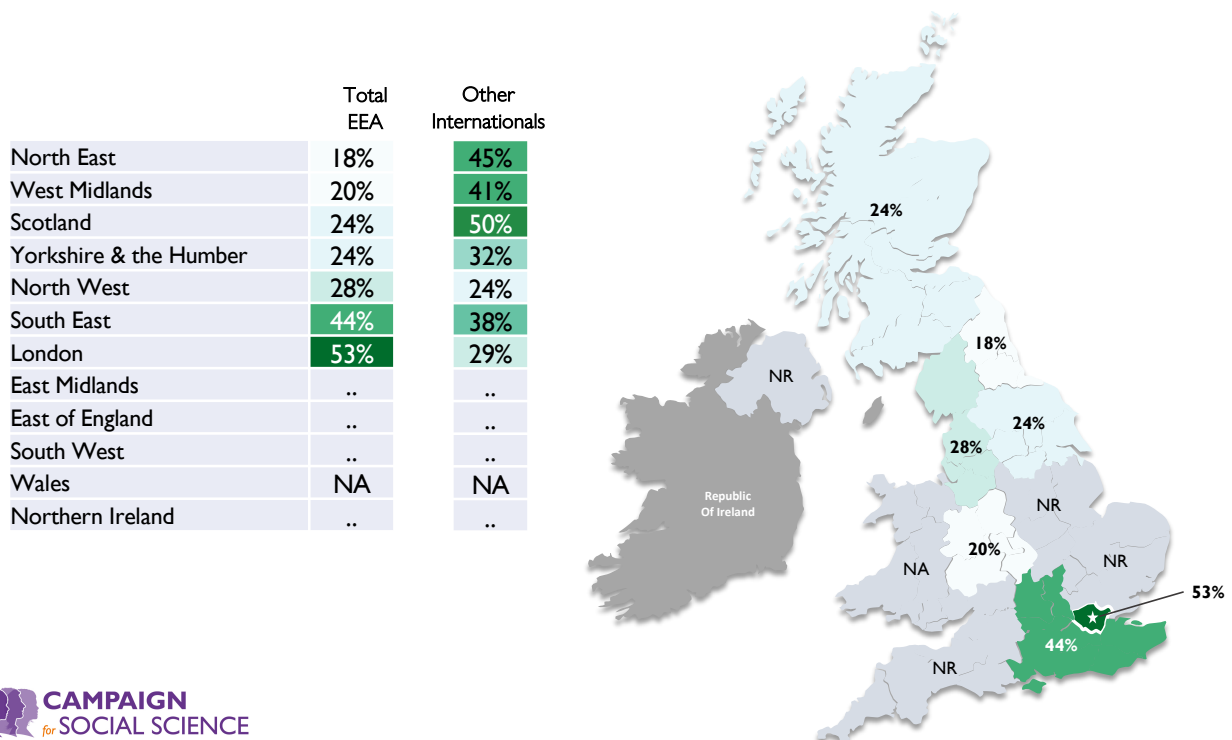 Total
EEA
Other
Internationals
North East 18% 45%
West Midlands 20% 41%
Scotland 24% 50%
Yorkshire & the Humber 24% 32%
North West 28% 24%
South East 44% 38%
London 53% 29%
East Midlands .. ..
East of England .. ..
South West .. ..
Wales NA NA
Northern Ireland .. ..
24%
18%
NR
24%
28%
Republic
Of Ireland
NR
20%
NR
NA
53%
44%
NR
CAMPAIGN
for SOCIAL SCIENCE